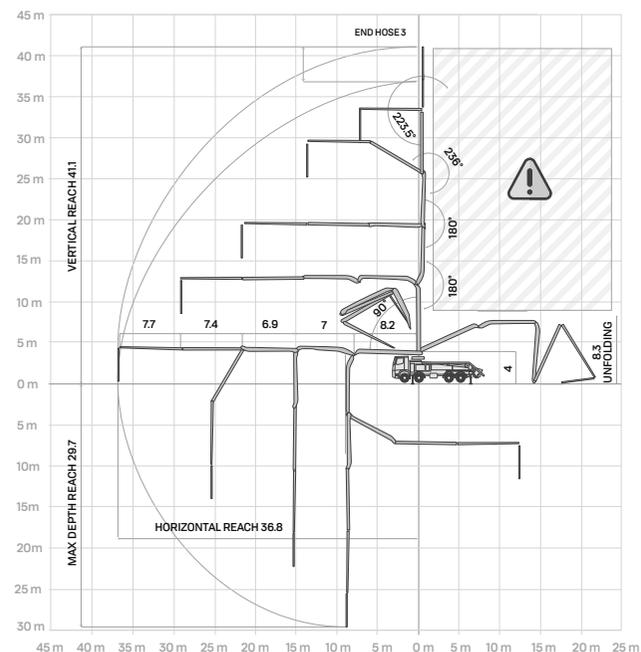 45 m
END HOSE 3
40 m
35 m
223.5°
30 m
236°
25 m
VERTICAL REACH 41.1
20 m
180°
15 m
180°
10 m
90°
7.7
7.4
6.9
7
8.2
5 m
8.3
UNFOLDING
4
0 m
5 m
10m
15 m
MAX DEPTH REACH 29.7
HORIZONTAL REACH 36.8
20 m
25 m
30 m
45 m 40 m 35 m 30 m 25 m 20 m 15 m 10 m 5 m 0 m 5 m 10 m 15 m 20 m 25 m